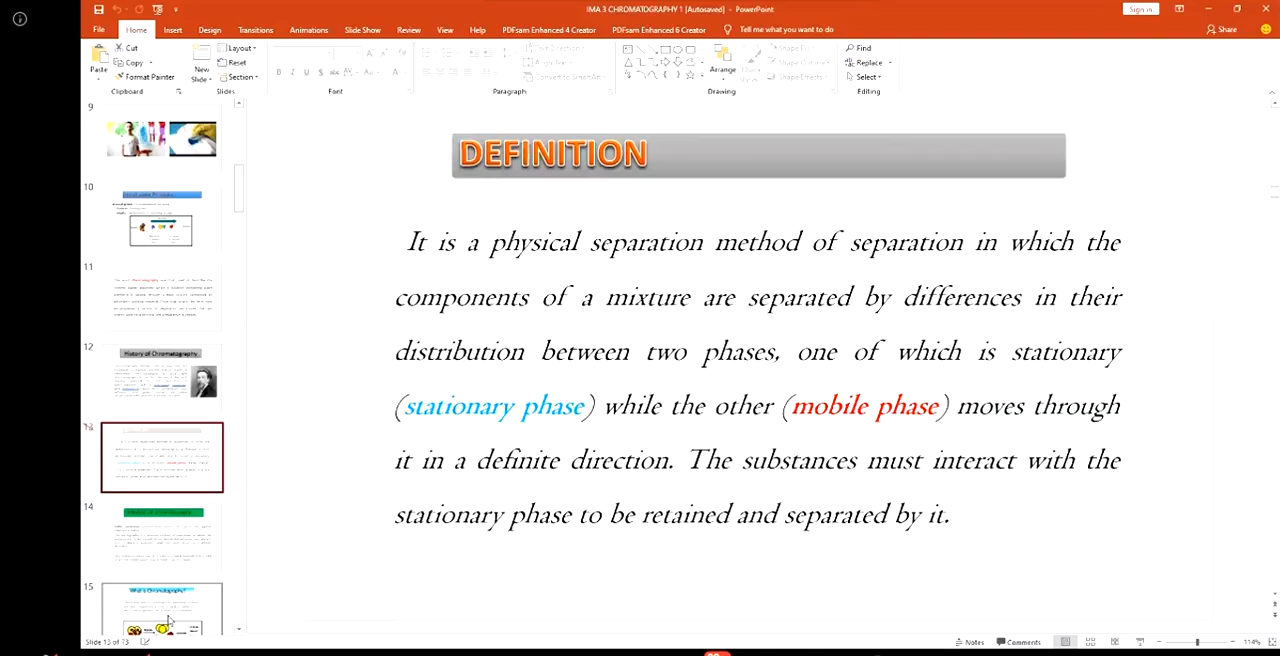 IMA 3 CHROMATOGRAPHY 1 [Autosaved] - PowerPoint
Sign in
File Home Insert Design Transitions Animations Slide Show Review View Help PDFsam Enhanced 4 Creator PDFsam Enhanced 6 Creator Tell me what you want to do Share
Paste
Cut
Copy
Format Painter
Clipboard
New
Slide
Layout
Reset
Section
Slides
Font
Paragraph
Arrange
Drawing
Find
Replace
Select
Editing
9
10
11
12
History of Chromatography
13
14
15
What is Chromatography?
DEFINITION
It is a physical separation method of separation in which the
components of a mixture are separated by differences in their
distribution between two phases, one of which is stationary
(stationary phase) while the other (mobile phase) moves through
it in a definite direction. The substances must interact with the
stationary phase to be retained and separated by it.
Slide 13 of 73
Notes Comments 114%